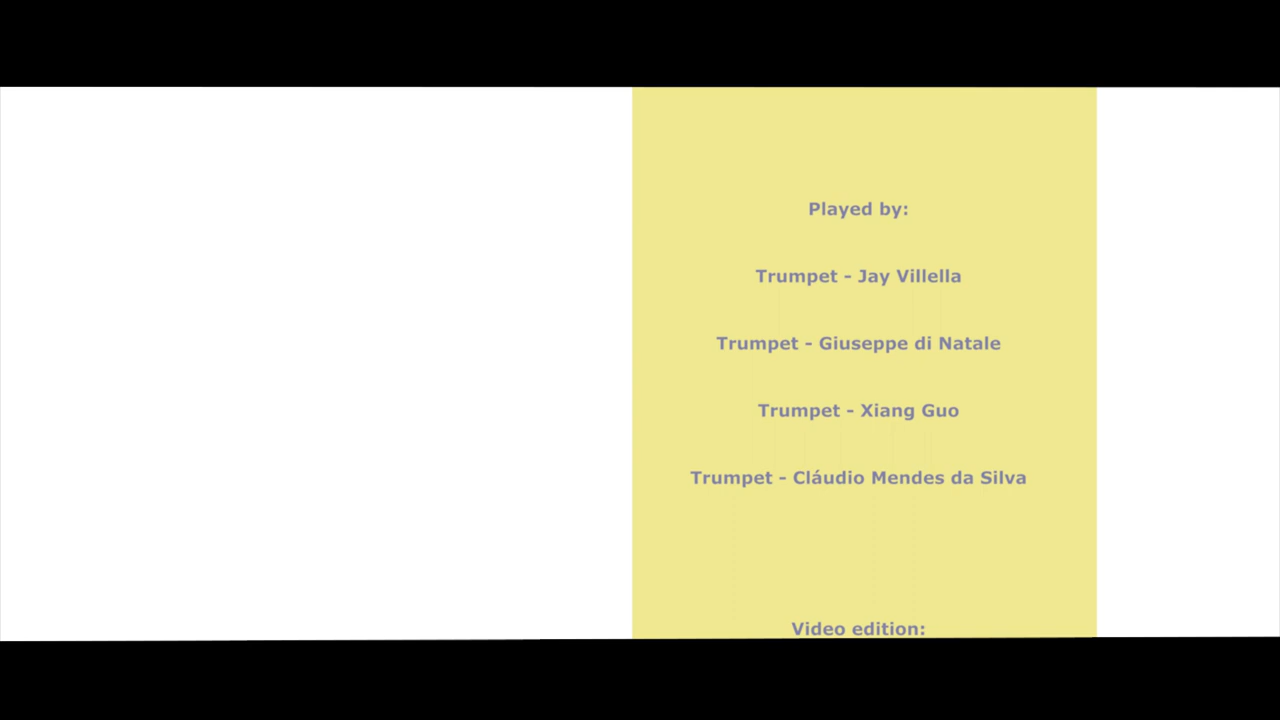 Played by:
Trumpet - Jay Villella
Trumpet - Giuseppe di Natale
Trumpet - Xiang Guo
Trumpet - Cláudio Mendes da Silva
Video edition: